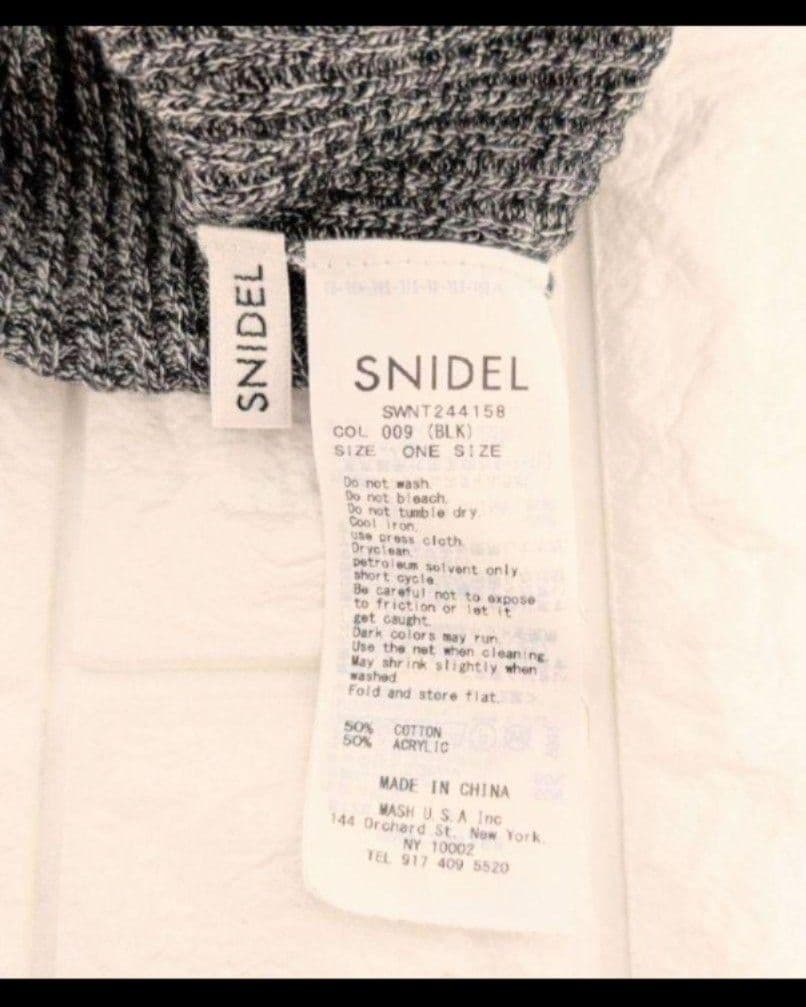 SNIDEL
SNIDEL
SWNT244158
COL 009 (BLK)
SIZE ONE SIZE
Do not wash.
Do not bleach.
Do not tumble dry.
Cool iron.
use press cloth.
Dryclean.
petroleum solvent only.
short cycle.
Be careful not to expose
to friction or let it
get caught.
Dark colors may run.
Use the net when cleaning.
May shrink slightly when
washed.
Fold and store flat.
50% COTTON
50% ACRYLIC
MADE IN CHINA
MASH U.S.A Inc
144 Orchard St. New York.
NY 10002
TEL 917 409 5520